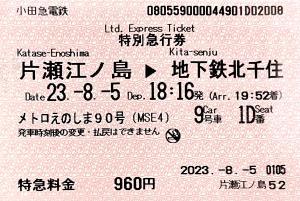 小田急電鉄 080559000044901D02D08
Ltd. Express Ticket
特別急行券
Katase-Enoshima Kita-senju
片瀬江ノ島 ▶ 地下鉄北千住
Date 23.-8.-5 Dep. 18:16発 (Arr. 19:52着)
メトロえのしま90号 (MSE4) 9 Car 号車 1D Seat 番
発車時刻後の変更・払戻はできません
2023.-8.-5 0105
特急料金 960円 片瀬江ノ島52